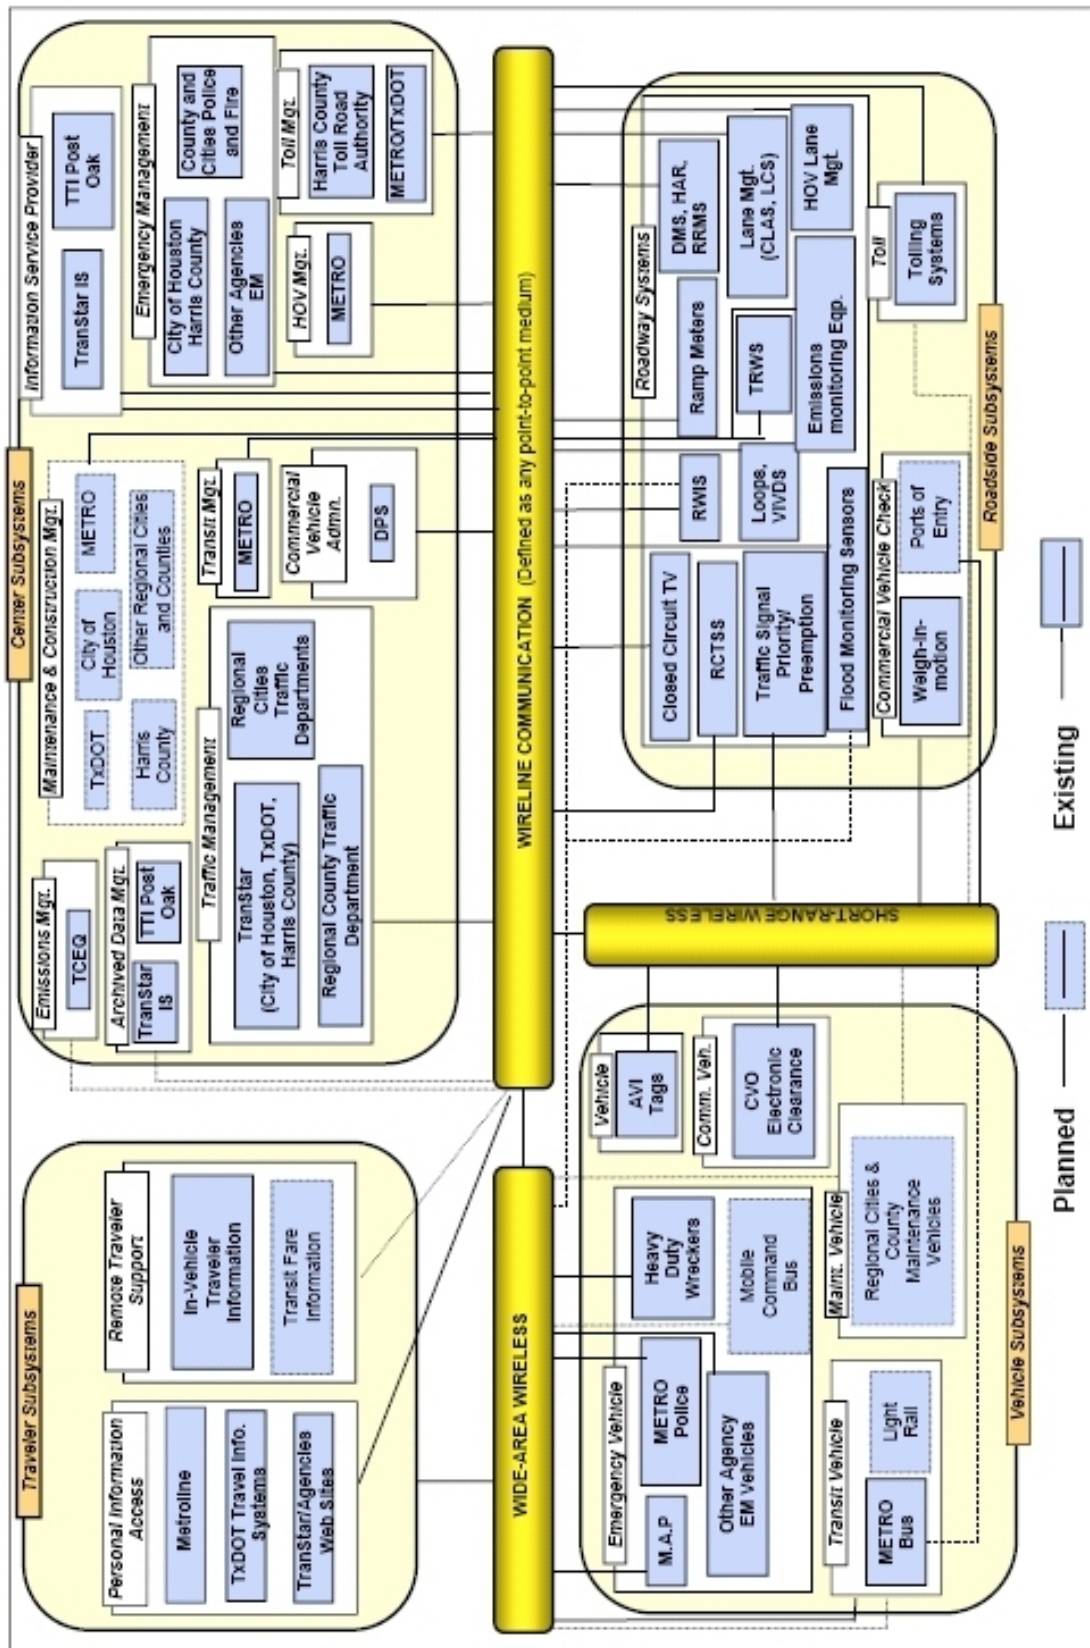 Traveler Subsystems
Personal Information
Access
Metroline
TxDOT Travel Info.
Systems
TranStar/Agencies
Web Sites
Remote Traveler
Support
In-Vehicle
Traveler
Information
Transit Fare
Information
Center Subsystems
Emissions Mgt.
TCEQ
Archived Data Mgt.
TranStar
IS
TTI Post
Oak
Maintenance & Construction Mgt.
TxDOT
City of
Houston
METRO
Harris
County
Other Regional Cities
and Counties
Traffic Management
TranStar
(City of Houston, TxDOT,
Harris County)
Regional
Cities
Traffic
Departments
Regional County Traffic
Department
Transit Mgt.
METRO
Commercial
Vehicle
Admn.
DPS
Information Service Provider
TranStar IS
TTI Post
Oak
Emergency Management
City of Houston
Harris County
County and
Cities Police
and Fire
Other Agencies
EM
HOV Mgt.
METRO
Toll Mgt.
Harris County
Toll Road
Authority
METRO/TxDOT
WIDE-AREA WIRELESS
WIRELINE COMMUNICATION (Defined as any point-to-point medium)
SHORT-RANGE WIRELESS
Emergency Vehicle
M.A.P
METRO
Police
Heavy
Duty
Wreckers
Other Agency
EM Vehicles
Mobile
Command
Bus
Vehicle
AVI
Tags
Comm. Veh.
CVO
Electronic
Clearance
Transit Vehicle
METRO
Bus
Light
Rail
Maint. Vehicle
Regional Cities &
County
Maintenance
Vehicles
Vehicle Subsystems
Roadway Systems
Closed Circuit TV
RWIS
Ramp Meters
DMS, HAR,
RRMS
RCTSS
Loops,
VIVDS
TRWS
Lane Mgt.
(CLAS, LCS)
Traffic Signal
Priority/
Preemption
Emissions
monitoring Eqp.
HOV Lane
Mgt.
Flood Monitoring Sensors
Commercial Vehicle Check
Weigh-in-
motion
Ports of
Entry
Toll
Tolling
Systems
Roadside Subsystems
Planned
Existing